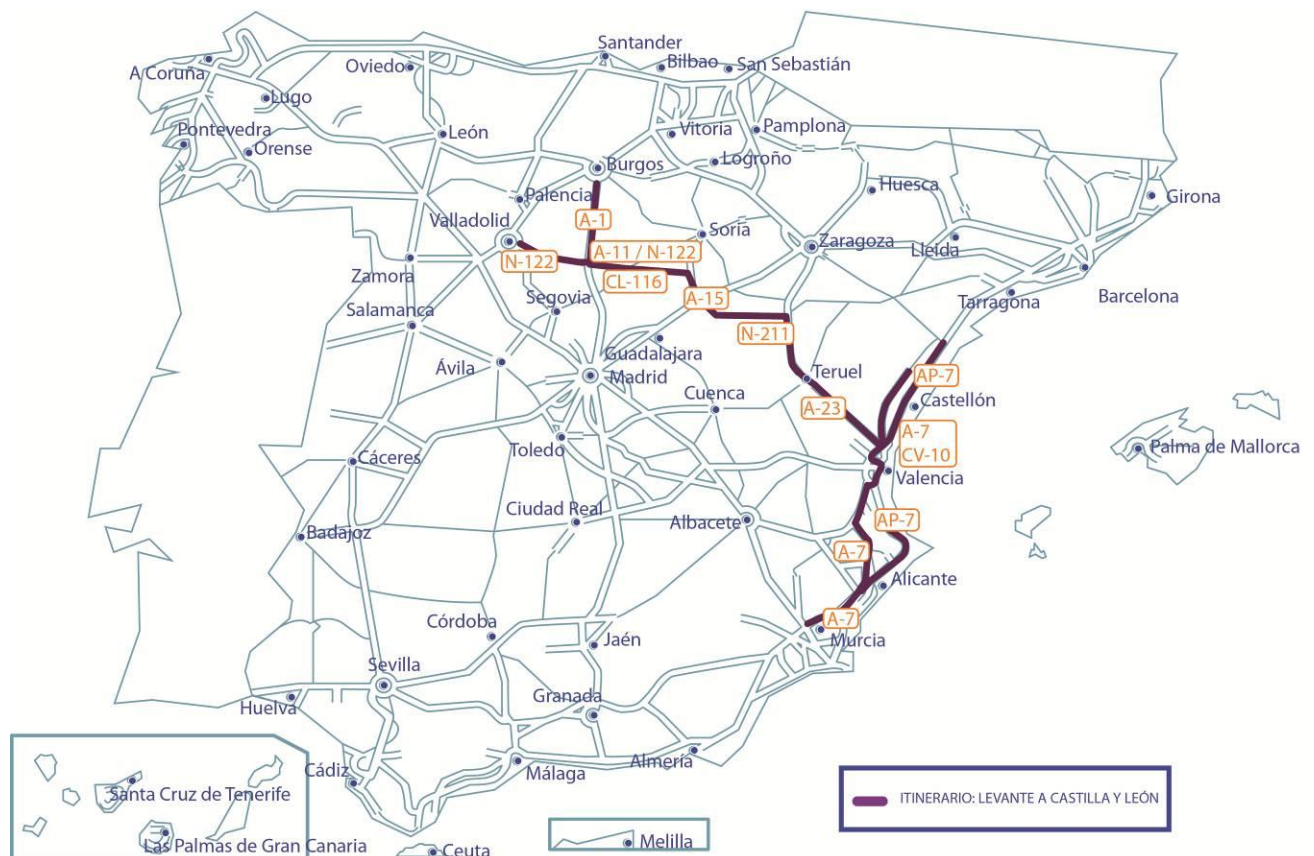 Santander
Bilbao
San Sebastián
A Coruña
Oviedo
Lugo
León
Vitoria
Pamplona
Pontevedra
Orense
Burgos
Logroño
Palencia
Huesca
Girona
Valladolid
A-1
Soria
Zaragoza
Lleida
N-122
A-11 / N-122
CL-116
Zamora
Segovia
A-15
Tarragona
Barcelona
Salamanca
N-211
Guadalajara
Ávila
Madrid
Teruel
AP-7
Cuenca
A-23
Castellón
Toledo
A-7
CV-10
Palma de Mallorca
Cáceres
Valencia
Ciudad Real
Albacete
AP-7
Badajoz
A-7
Alicante
Córdoba
Jaén
A-7
Murcia
Sevilla
Huelva
Granada
Cádiz
Málaga
Almería
Santa Cruz de Tenerife
ITINERARIO: LEVANTE A CASTILLA Y LEÓN
Las Palmas de Gran Canaria
Ceuta
Melilla